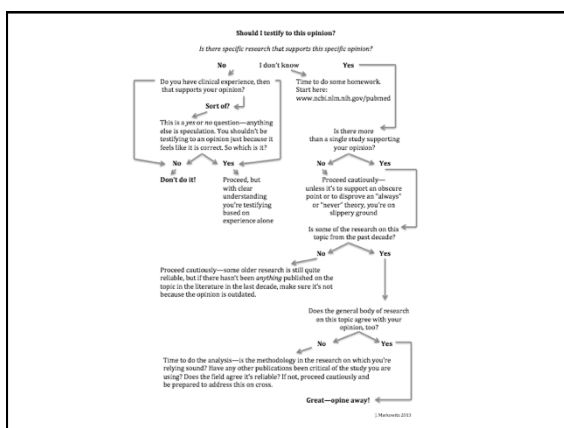 Should I testify to this opinion?
Is there specific research that supports this specific opinion?
No I don't know Yes
Do you have clinical experience, then
that supports your opinion?
Time to do some homework.
Start here:
www.ncbi.nlm.nih.gov/pubmed
Sort of?
This is a yes or no question—anything
else is speculation. You shouldn't be
testifying to an opinion just because it
feels like it is correct. So which is it?
Is there more
than a single study supporting
your opinion?
No Yes
No Yes
Don't do it!
Proceed, but
with clear
understanding
you're testifying
based on
experience alone
Proceed cautiously—
unless it's to support an obscure
point or to disprove an "always"
or "never" theory, you're on
slippery ground
Is some of the research on this
topic from the past decade?
No Yes
Proceed cautiously—some older research is still quite
reliable, but if there hasn't been anything published on the
topic in the literature in the last decade, make sure it's not
because the opinion is outdated.
Does the general body of research
on this topic agree with your
opinion, too?
No Yes
Time to do the analysis—is the methodology in the research on which you're
relying sound? Have any other publications been critical of the study you are
using? Does the field agree it's reliable? If not, proceed cautiously and
be prepared to address this on cross.
Great—opine away!
J. Markowitz 2013